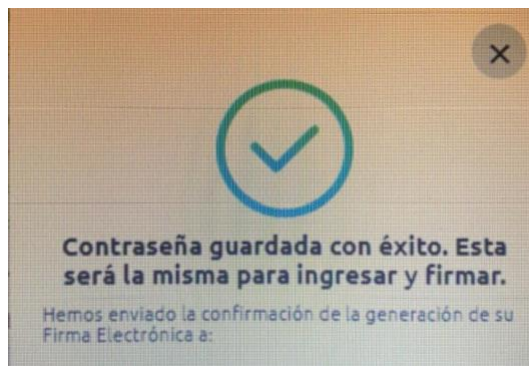 Contraseña guardada con éxito. Esta
será la misma para ingresar y firmar.
Hemos enviado la confirmación de la generación de su
Firma Electrónica a: